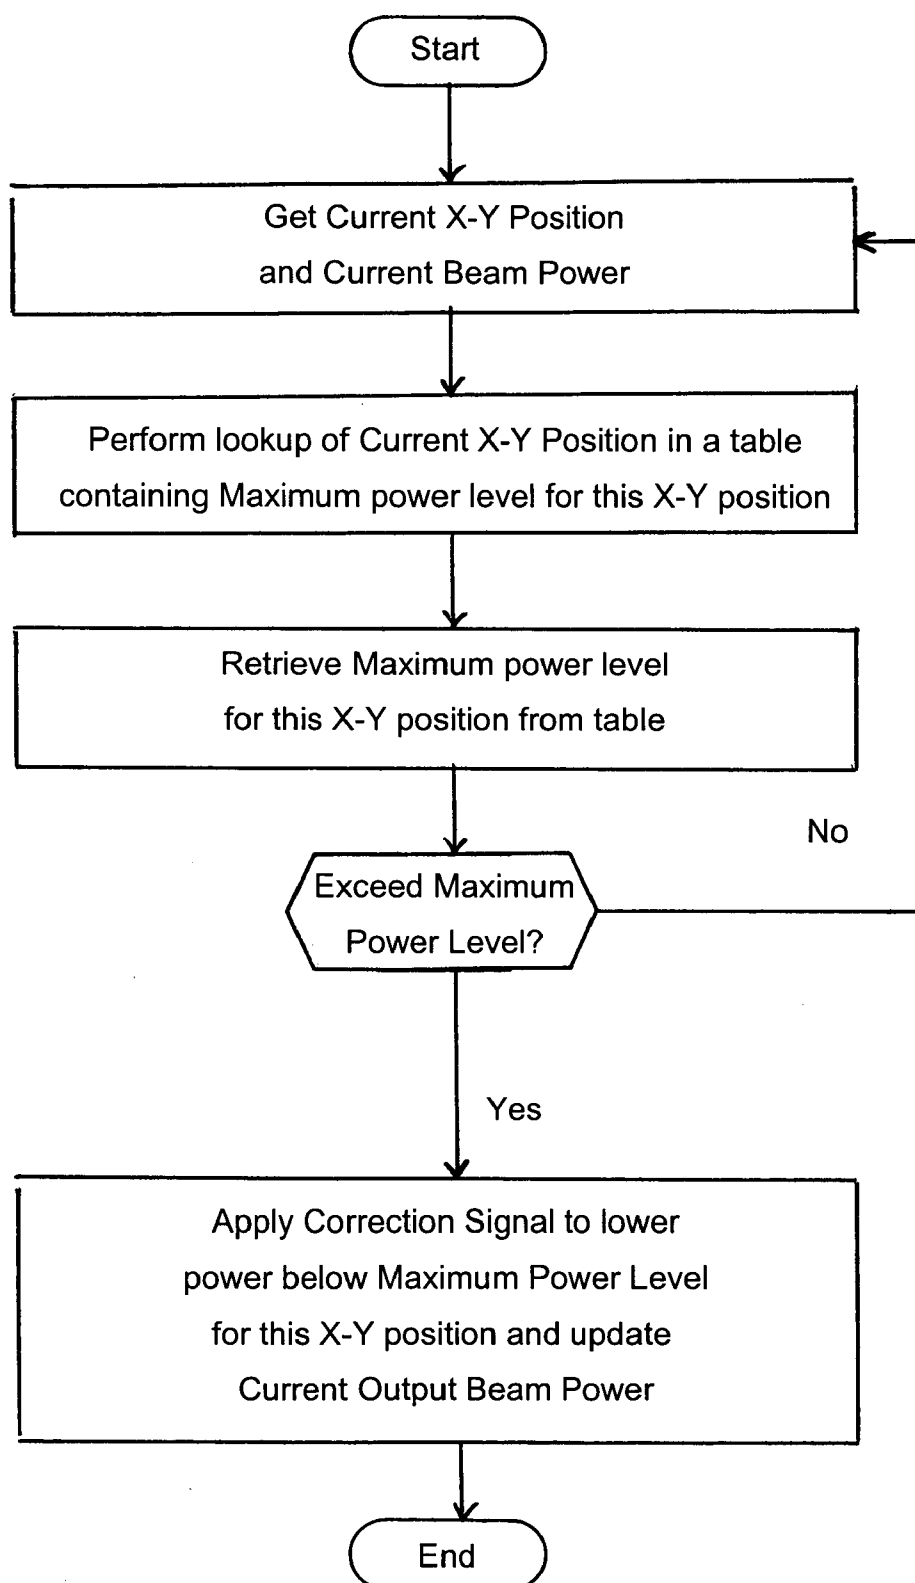 Start
Get Current X-Y Position
and Current Beam Power
Perform lookup of Current X-Y Position in a table
containing Maximum power level for this X-Y position
Retrieve Maximum power level
for this X-Y position from table
No
Exceed Maximum
Power Level?
Yes
Apply Correction Signal to lower
power below Maximum Power Level
for this X-Y position and update
Current Output Beam Power
End